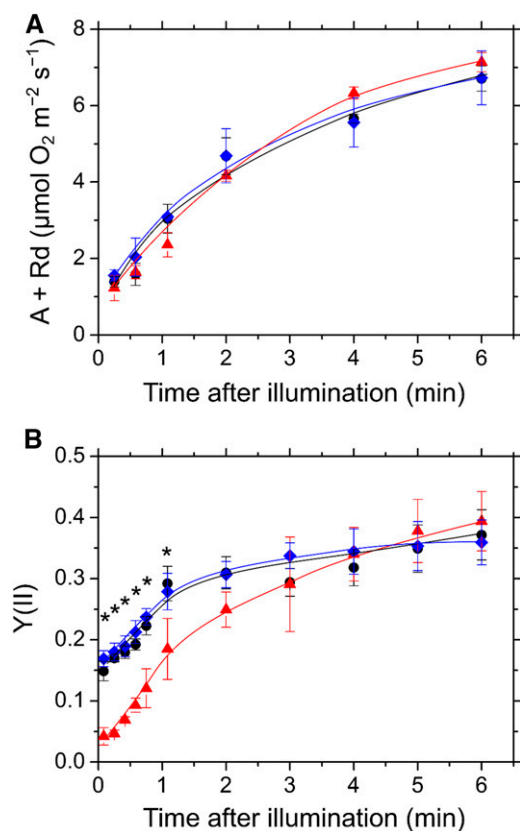 A
8
6
4
2
0
A + Rd (μmol O₂ m⁻² s⁻¹)
0 1 2 3 4 5 6
Time after illumination (min)
B
0.5
0.4
0.3
0.2
0.1
0.0
Y(II)
* * * * * *
0 1 2 3 4 5 6
Time after illumination (min)